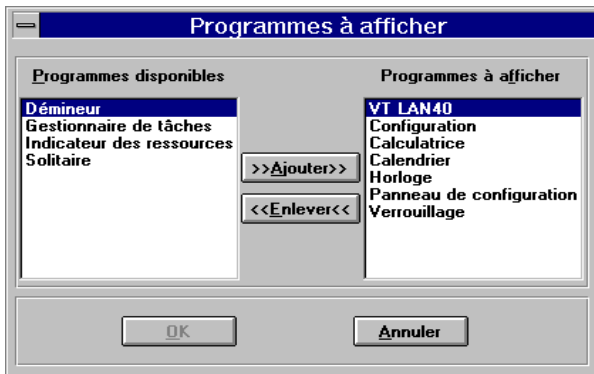 Programmes à afficher
Programmes disponibles
Démineur
Gestionnaire de tâches
Indicateur des ressources
Solitaire
>>Ajouter>>
<<Enlever<<
Programmes à afficher
VT LAN40
Configuration
Calculatrice
Calendrier
Horloge
Panneau de configuration
Verrouillage
OK
Annuler